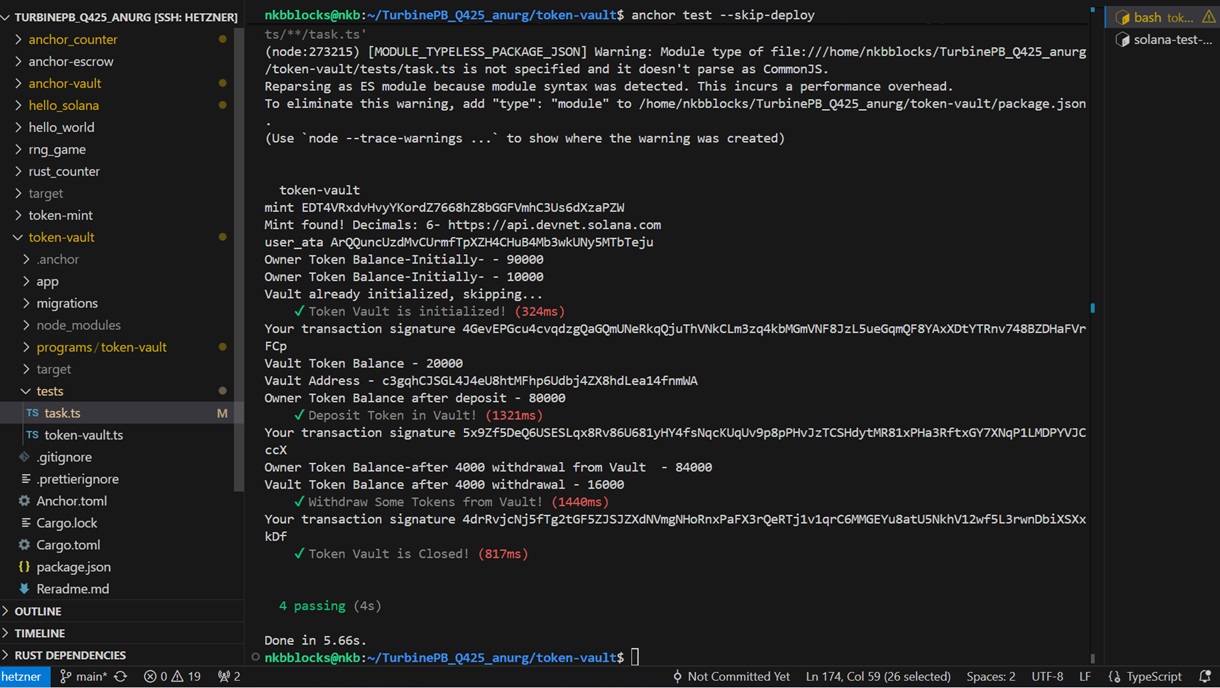 TURBINEPB_Q425_ANURG [SSH: HETZNER]
anchor_counter
anchor-escrow
anchor-vault
hello_solana
hello_world
rng_game
rust_counter
target
token-mint
token-vault
.anchor
app
migrations
node_modules
programs/token-vault
target
tests
TS task.ts M
TS token-vault.ts
.gitignore
.prettierignore
Anchor.toml
Cargo.lock
Cargo.toml
{} package.json
Rerarme.md
OUTLINE
TIMELINE
RUST DEPENDENCIES
nkbblocks@nkb:~/TurbinePB_Q425_anurg/token-vault$ anchor test --skip-deploy
ts/**/task.ts'
(node:273215) [MODULE_TYPELESS_PACKAGE_JSON] Warning: Module type of file:///home/nkbblocks/TurbinePB_Q425_anurg
/token-vault/tests/task.ts is not specified and it doesn't parse as CommonJS.
Reparsing as ES module because module syntax was detected. This incurs a performance overhead.
To eliminate this warning, add "type": "module" to /home/nkbblocks/TurbinePB_Q425_anurg/token-vault/package.json
.
(Use `node --trace-warnings ...` to show where the warning was created)
token-vault
mint EDT4VRxdvHvyYKordZ7668hZ8bGGFVmhC3Us6dXzaPZW
Mint found! Decimals: 6- https://api.devnet.solana.com
user_ata ArQQuncUzdMvCUrmfTpXZH4CHuB4Mb3wkUNy5MTbTeju
Owner Token Balance-Initially- - 90000
Owner Token Balance-Initially- - 10000
Vault already initialized, skipping...
✓ Token Vault is initialized! (324ms)
Your transaction signature 4GevEPGcu4cvqdzgQaGQmUNeRkqQjuThVNkCLm3zq4kbMGmVNF8JzL5ueGqmQF8YAxXDtYTRnv748BZDHaFVr
FCp
Vault Token Balance - 20000
Vault Address - c3gqhCJSGL4J4eU8htMFhp6Udbj4ZX8hdLea14fnmWA
Owner Token Balance after deposit - 80000
✓ Deposit Token in Vault! (1321ms)
Your transaction signature 5x9Zf5DeQ6USESLqx8Rv86U681yHY4fsNqcKUqUv9p8pPHvJzTCSHdytMR81xPHa3RftxGY7XNqP1LMDPYVJC
ccX
Owner Token Balance-after 4000 withdrawal from Vault - 84000
Vault Token Balance after 4000 withdrawal - 16000
✓ Withdraw Some Tokens from Vault! (1440ms)
Your transaction signature 4drRvjcNj5fTg2tGF5ZJSJZXdNVmgNHoRnxPaFX3rQeRTj1v1qrC6MMGEYu8atU5NkhV12wf5L3rwnDbiXSXx
kDf
✓ Token Vault is Closed! (817ms)
4 passing (4s)
Done in 5.66s.
nkbblocks@nkb:~/TurbinePB_Q425_anurg/token-vault$
bash tok...
solana-test-...
hetzner main* 0 19 2 Not Committed Yet Ln 174, Col 59 (26 selected) Spaces: 2 UTF-8 LF {} TypeScript